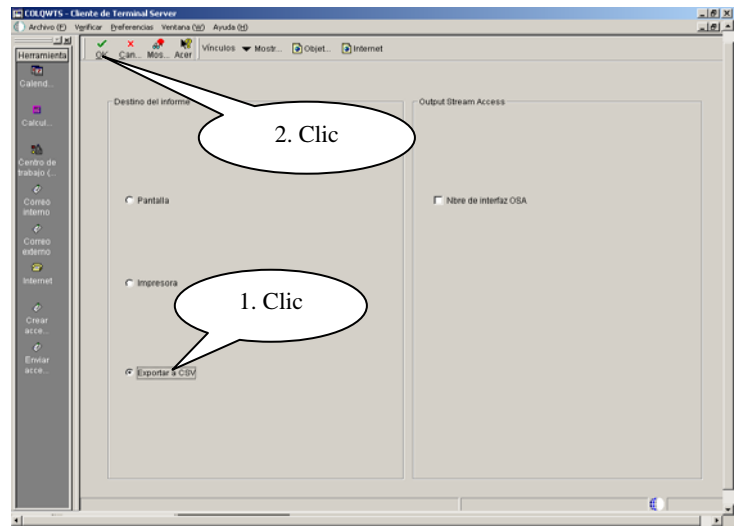 COLQWTS - Cliente de Terminal Server
Archivo (F) Verificar Preferencias Ventana (W) Ayuda (H)
Herramienta
OK Can... Mos... Acer Vínculos Mostr... Objet... Internet
Calend...
Calcul...
Centro de
trabajo (...
Correo
interno
Correo
externo
Internet
Crear
acce...
Enviar
acce...
Destino del informe
Output Stream Access
2. Clic
Pantalla
Nbre de interfaz OSA
Impresora
1. Clic
Exportar a CSV